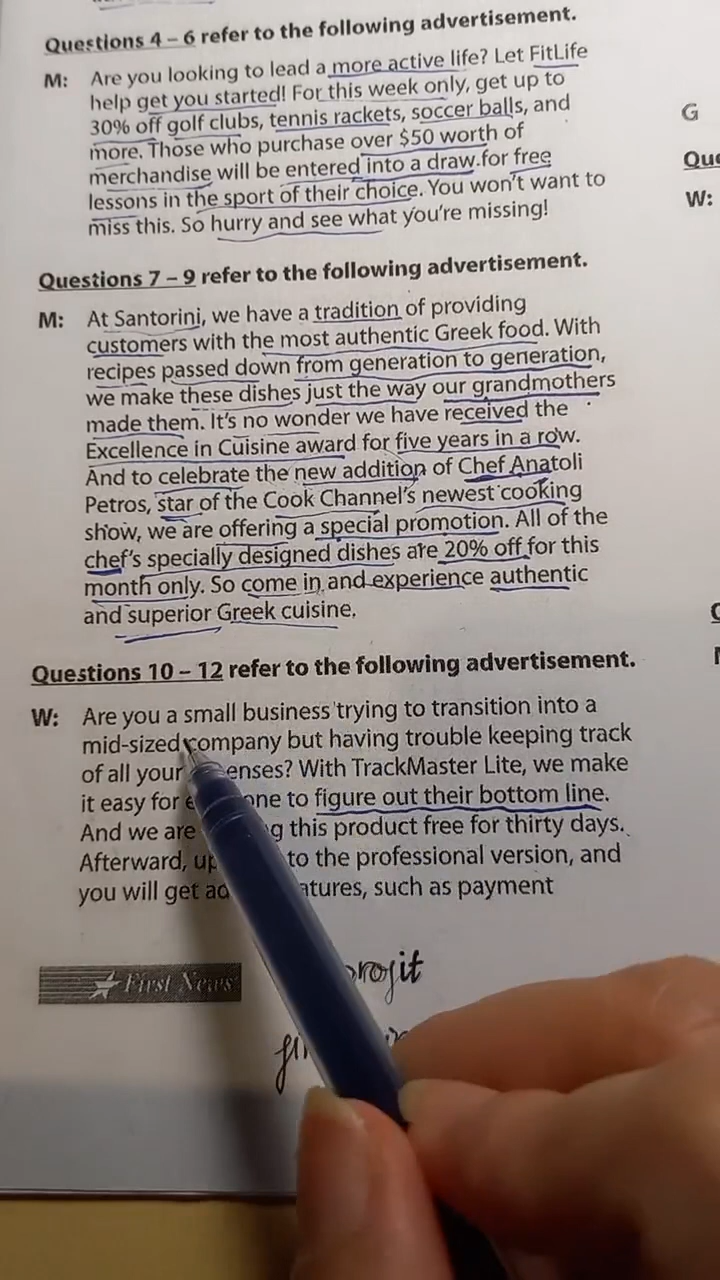 Questions 4 – 6 refer to the following advertisement.
M: Are you looking to lead a more active life? Let FitLife
help get you started! For this week only, get up to
30% off golf clubs, tennis rackets, soccer balls, and
more. Those who purchase over $50 worth of
merchandise will be entered into a draw for free
lessons in the sport of their choice. You won't want to
miss this. So hurry and see what you're missing!
Questions 7 – 9 refer to the following advertisement.
M: At Santorini, we have a tradition of providing
customers with the most authentic Greek food. With
recipes passed down from generation to generation,
we make these dishes just the way our grandmothers
made them. It's no wonder we have received the
Excellence in Cuisine award for five years in a row.
And to celebrate the new addition of Chef Anatoli
Petros, star of the Cook Channel's newest cooking
show, we are offering a special promotion. All of the
chef's specially designed dishes are 20% off for this
month only. So come in and experience authentic
and superior Greek cuisine.
Questions 10 – 12 refer to the following advertisement.
W: Are you a small business trying to transition into a
mid-sized company but having trouble keeping track
of all your enses? With TrackMaster Lite, we make
it easy for one to figure out their bottom line.
And we are this product free for thirty days.
Afterward, to the professional version, and
you will get such as payment
First News
G
W: